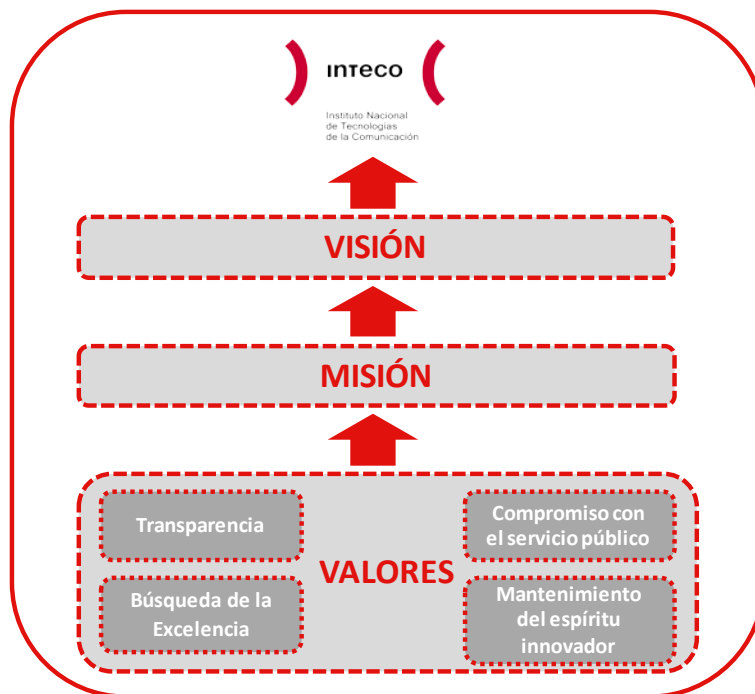 INTECO
Instituto Nacional
de Tecnologías
de la Comunicación
VISIÓN
MISIÓN
Transparencia
Compromiso con
el servicio público
VALORES
Búsqueda de la
Excelencia
Mantenimiento
del espíritu
innovador